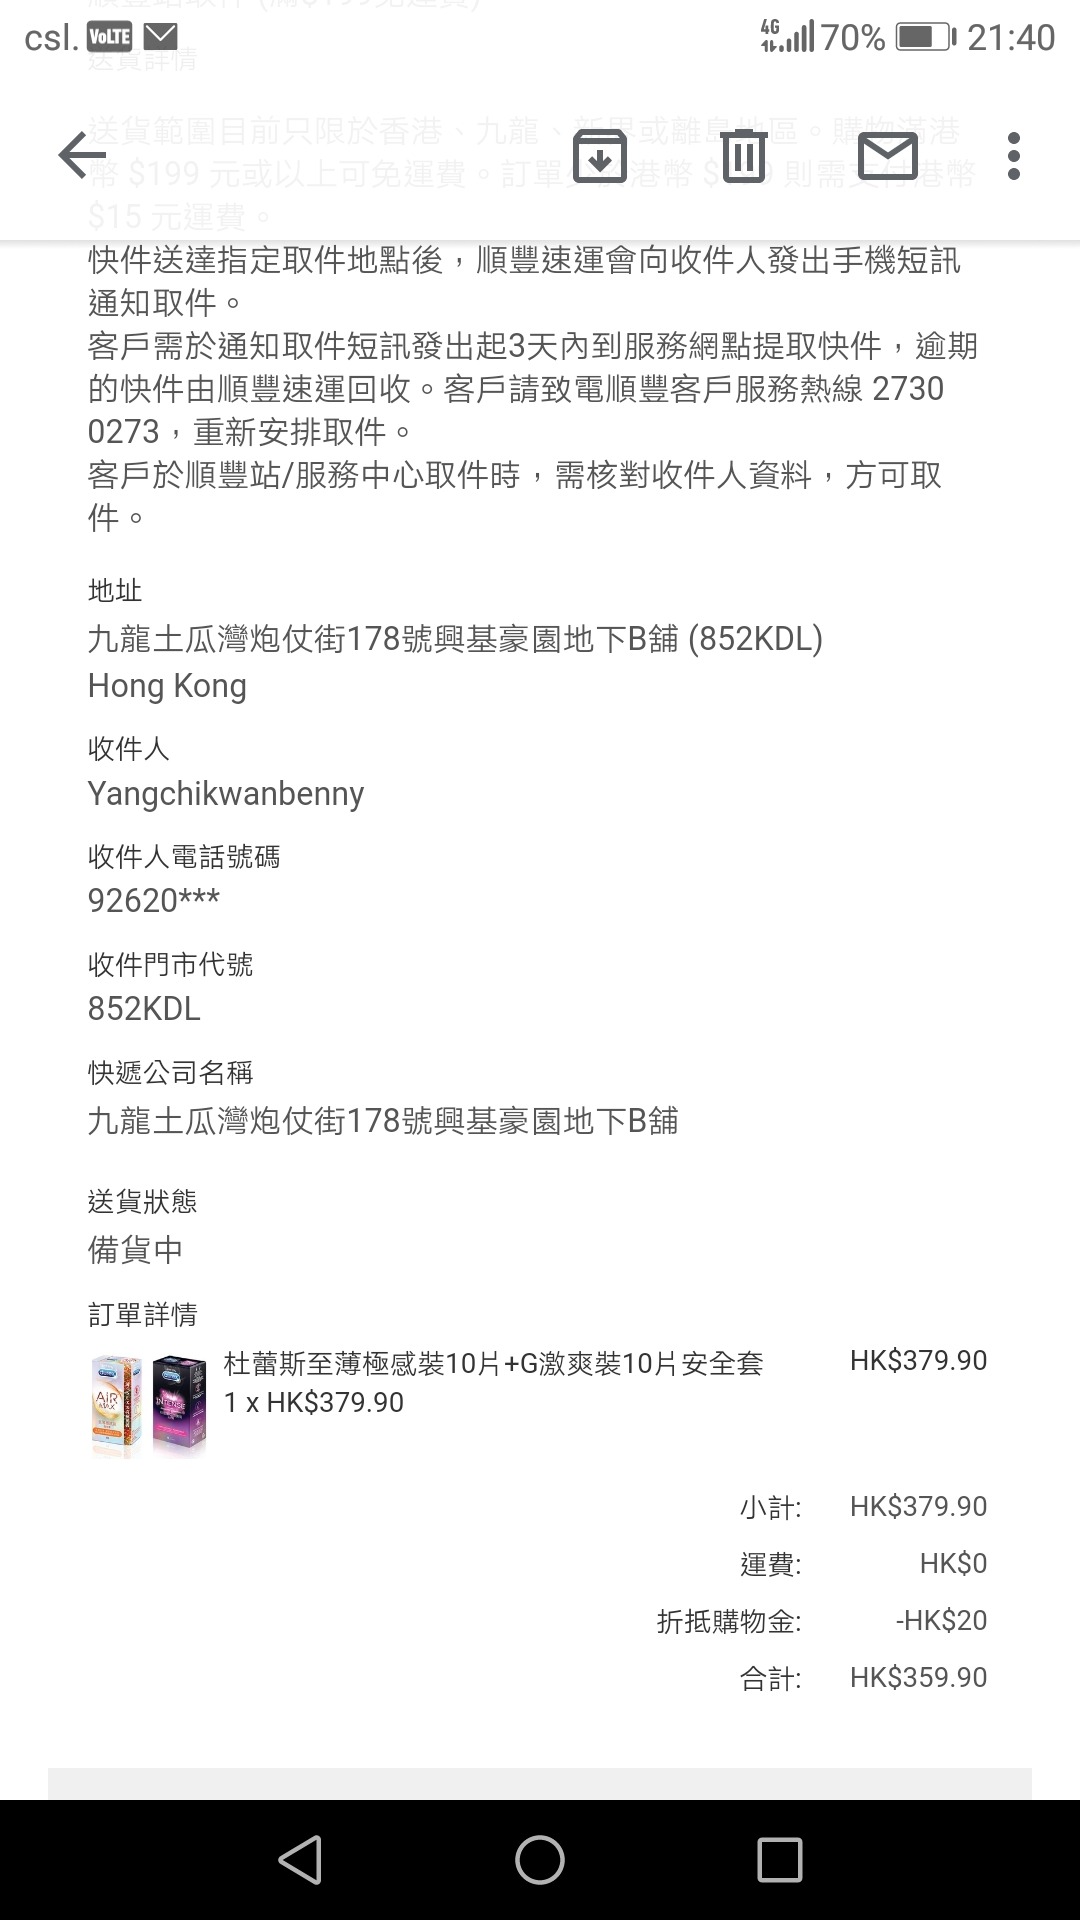 csl. VoLTE 4G 70% 21:40
送貨詳情
送貨範圍目前只限於香港、九龍、新界或離島地區。購物滿港
幣 $199 元或以上可免運費。訂單少於港幣 $199 則需支付港幣
$15 元運費。
快件送達指定取件地點後，順豐速運會向收件人發出手機短訊
通知取件。
客戶需於通知取件短訊發出起3天內到服務網點提取快件，逾期
的快件由順豐速運回收。客戶請致電順豐客戶服務熱線 2730
0273，重新安排取件。
客戶於順豐站/服務中心取件時，需核對收件人資料，方可取
件。
地址
九龍土瓜灣炮仗街178號興基豪園地下B舖 (852KDL)
Hong Kong
收件人
Yangchikwanbenny
收件人電話號碼
92620***
收件門市代號
852KDL
快遞公司名稱
九龍土瓜灣炮仗街178號興基豪園地下B舖
送貨狀態
備貨中
訂單詳情
杜蕾斯至薄極感裝10片+G激爽裝10片安全套 HK$379.90
1 x HK$379.90
AiR
MAX
INTENSE
小計: HK$379.90
運費: HK$0
折抵購物金: -HK$20
合計: HK$359.90